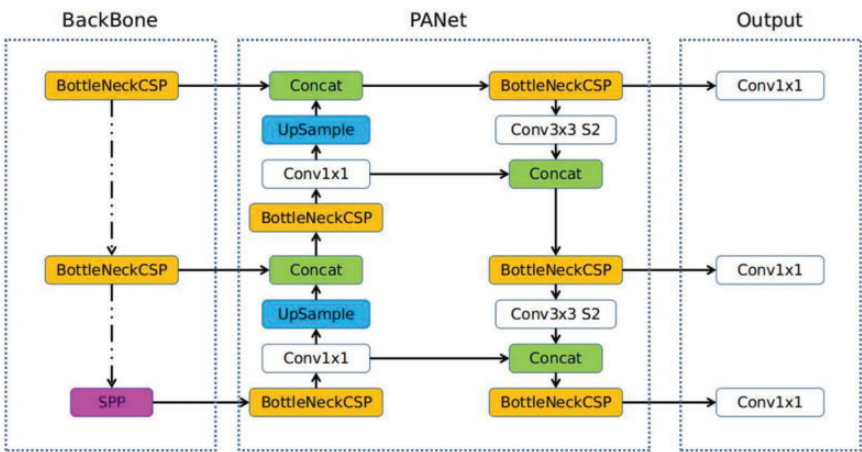 BackBone PANet Output
BottleNeckCSP Concat BottleNeckCSP Conv1x1
UpSample Conv3x3 S2
Conv1x1 Concat
BottleNeckCSP
BottleNeckCSP Concat BottleNeckCSP Conv1x1
UpSample Conv3x3 S2
Conv1x1 Concat
SPP BottleNeckCSP BottleNeckCSP Conv1x1